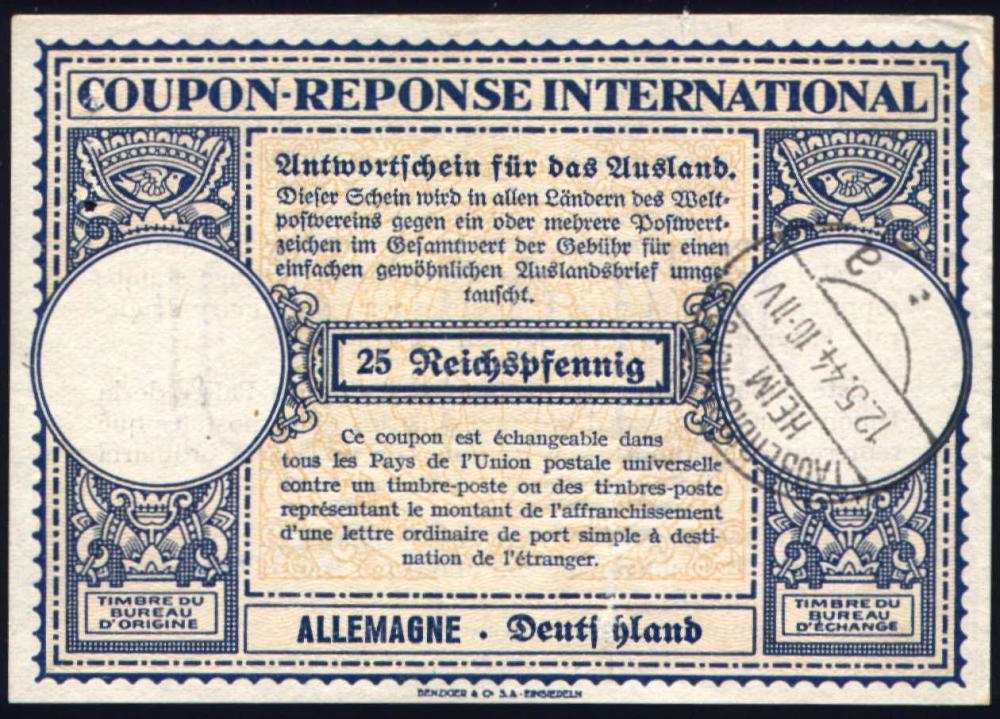 COUPON-REPONSE INTERNATIONAL
Antwortschein für das Ausland.
Dieser Schein wird in allen Ländern des Welt-
postvereins gegen ein oder mehrere Postwert-
zeichen im Gesamtwert der Gebühr für einen
einfachen gewöhnlichen Auslandsbrief umge-
tauscht.
25 Reichspfennig
Ce coupon est échangeable dans
tous les Pays de l'Union postale universelle
contre un timbre-poste ou des timbres-poste
représentant le montant de l'affranchissement
d'une lettre ordinaire de port simple à desti-
nation de l'étranger.
TIMBRE DU
BUREAU
D'ORIGINE
ALLEMAGNE . Deutschland
TIMBRE DU
BUREAU
D'ÉCHANGE
HEIM
12.5.44.10-11V
a
BENZIGER & Co S.A - EINSIEDELN